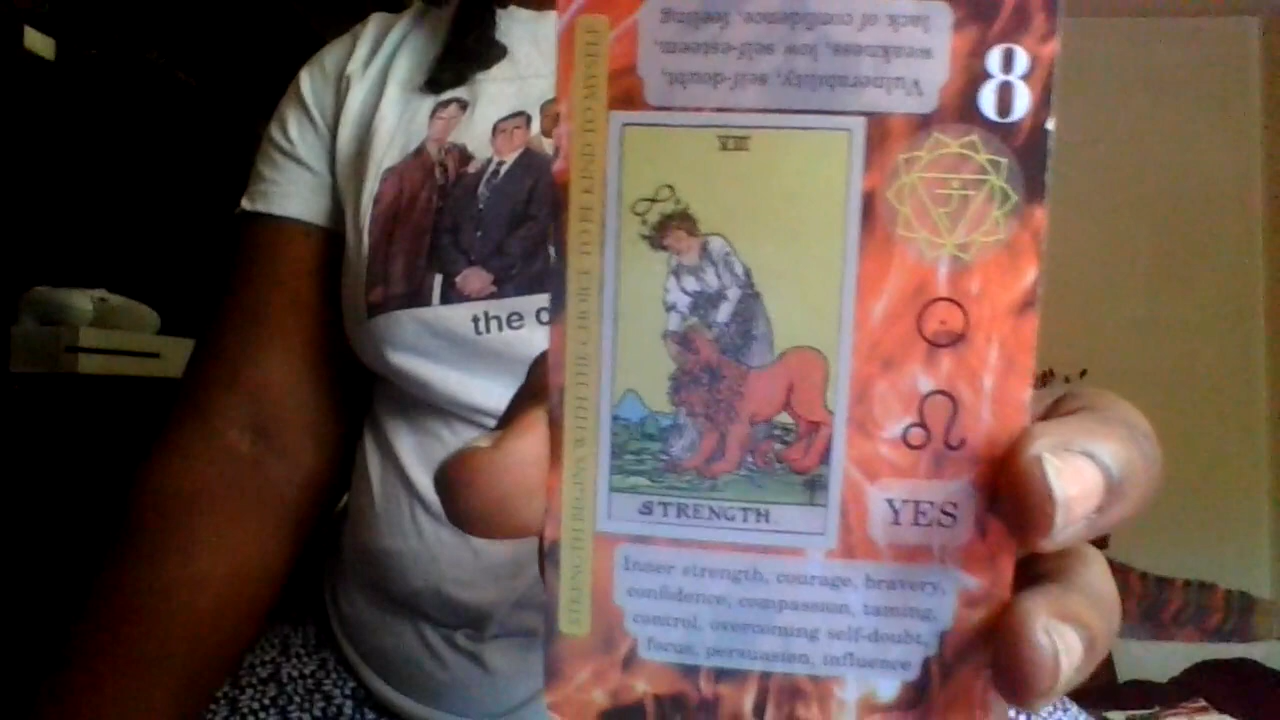 Vulnerability, self-doubt,
weakness, low self-esteem,
lack of confidence, feeling
8
STRENGTH BEGINS WITH THE CHOICE TO BE KIND TO MYSELF
VIII
STRENGTH.
YES
Inner strength, courage, bravery,
confidence, compassion, taming,
control, overcoming self-doubt,
focus, persuasion, influence
the o